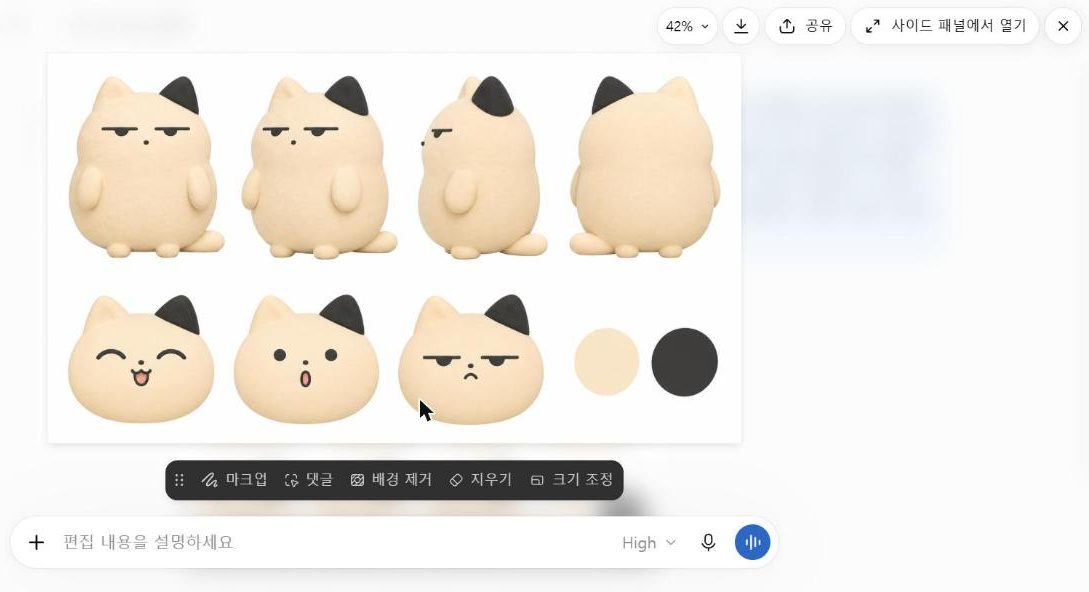 42%
공유
사이드 패널에서 열기
마크업
댓글
배경 제거
지우기
크기 조정
편집 내용을 설명하세요
High